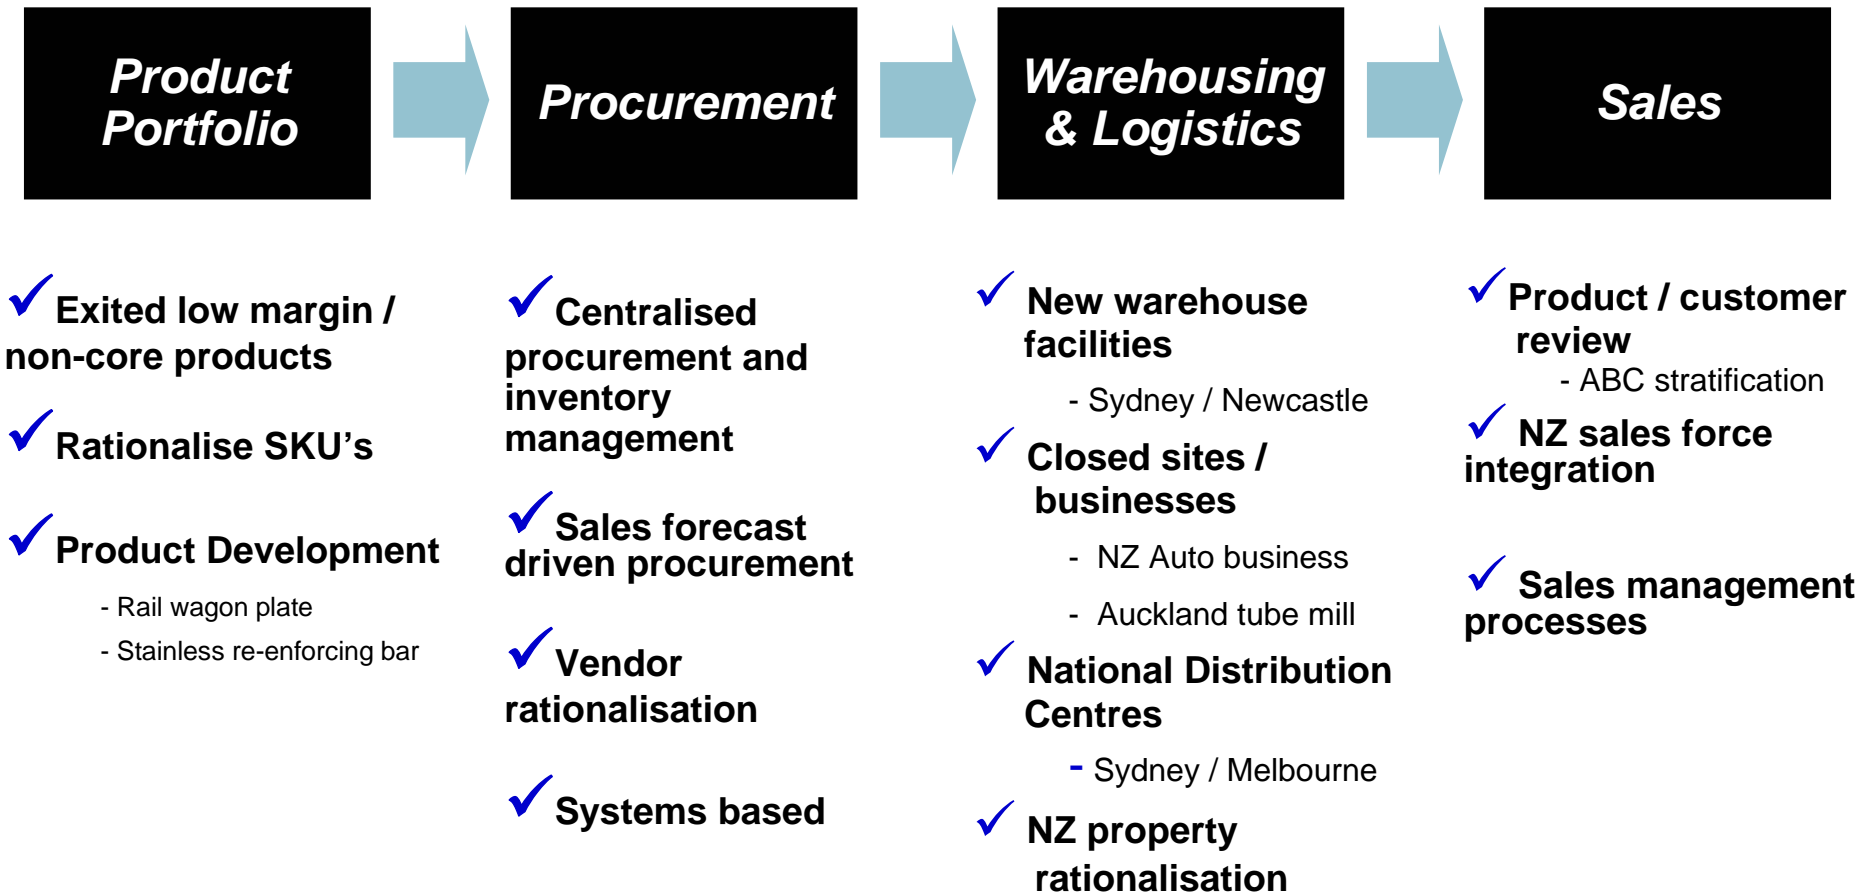 Product
Portfolio
Procurement
Warehousing
& Logistics
Sales
Exited low margin /
non-core products
Rationalise SKU's
Product Development
- Rail wagon plate
- Stainless re-enforcing bar
Centralised
procurement and
inventory
management
Sales forecast
driven procurement
Vendor
rationalisation
Systems based
New warehouse
facilities
- Sydney / Newcastle
Closed sites /
businesses
- NZ Auto business
- Auckland tube mill
National Distribution
Centres
- Sydney / Melbourne
NZ property
rationalisation
Product / customer
review
- ABC stratification
NZ sales force
integration
Sales management
processes